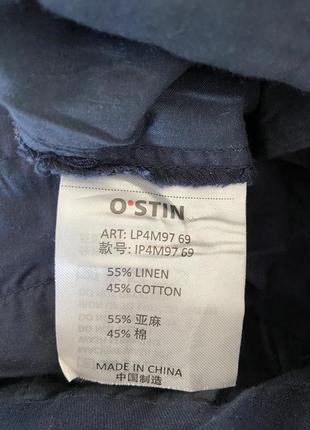 O'STIN
ART: LP4M97 69
款号: IP4M97 69
55% LINEN
45% COTTON
55% 亚麻
45% 棉
MADE IN CHINA
中国制造